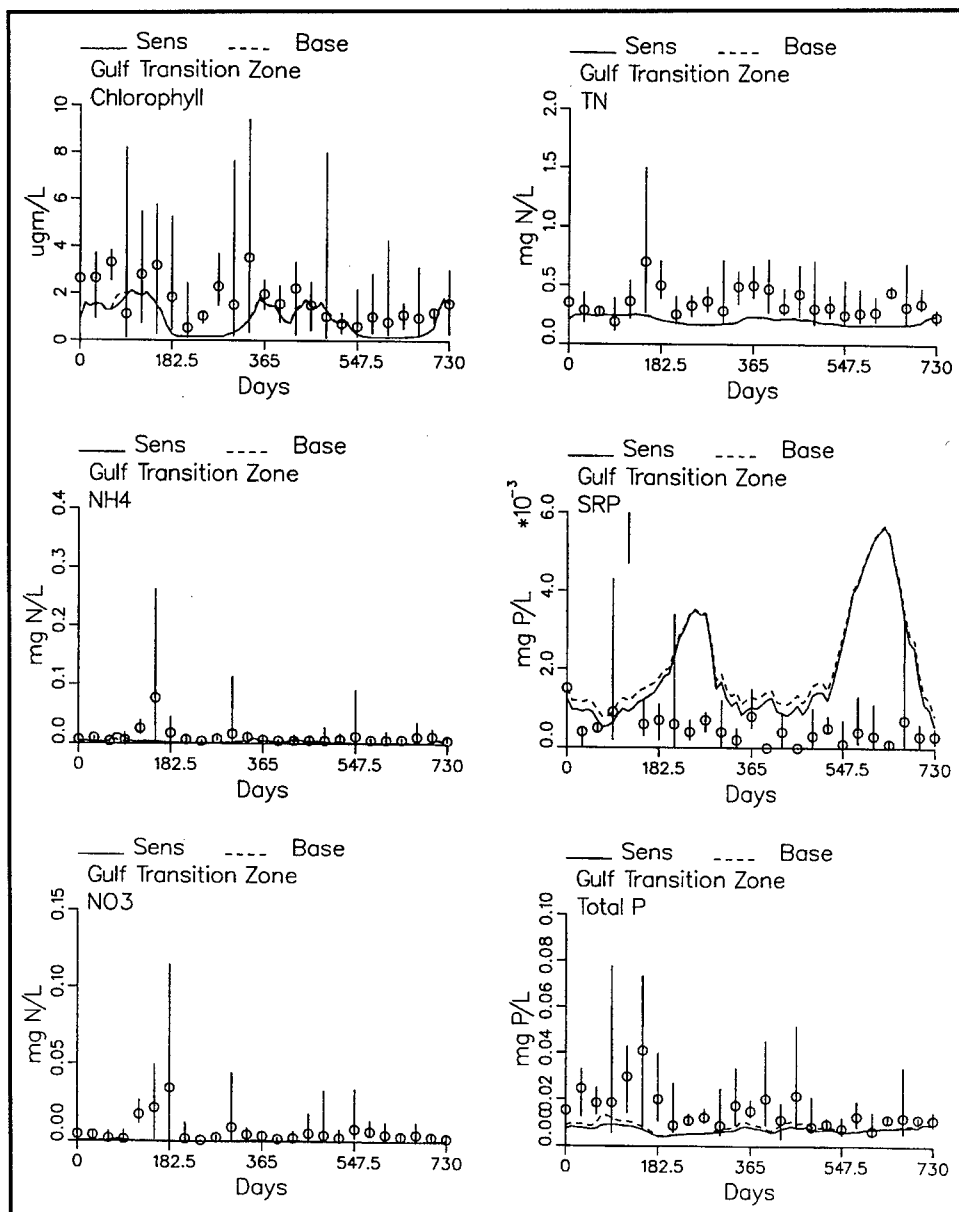 Sens Base
Gulf Transition Zone
Chlorophyll
10
8
6
4
2
0
ugm/L
0 182.5 365 547.5 730
Days
Sens Base
Gulf Transition Zone
TN
2.0
1.5
1.0
0.5
0.0
mg N/L
0 182.5 365 547.5 730
Days
Sens Base
Gulf Transition Zone
NH4
0.4
0.3
0.2
0.1
0.0
mg N/L
0 182.5 365 547.5 730
Days
Sens Base
Gulf Transition Zone
SRP
*10⁻³
6.0
4.0
2.0
0.0
mg P/L
0 182.5 365 547.5 730
Days
Sens Base
Gulf Transition Zone
NO3
0.15
0.10
0.05
0.00
mg N/L
0 182.5 365 547.5 730
Days
Sens Base
Gulf Transition Zone
Total P
0.10
0.08
0.06
0.04
0.02
0.00
mg P/L
0 182.5 365 547.5 730
Days